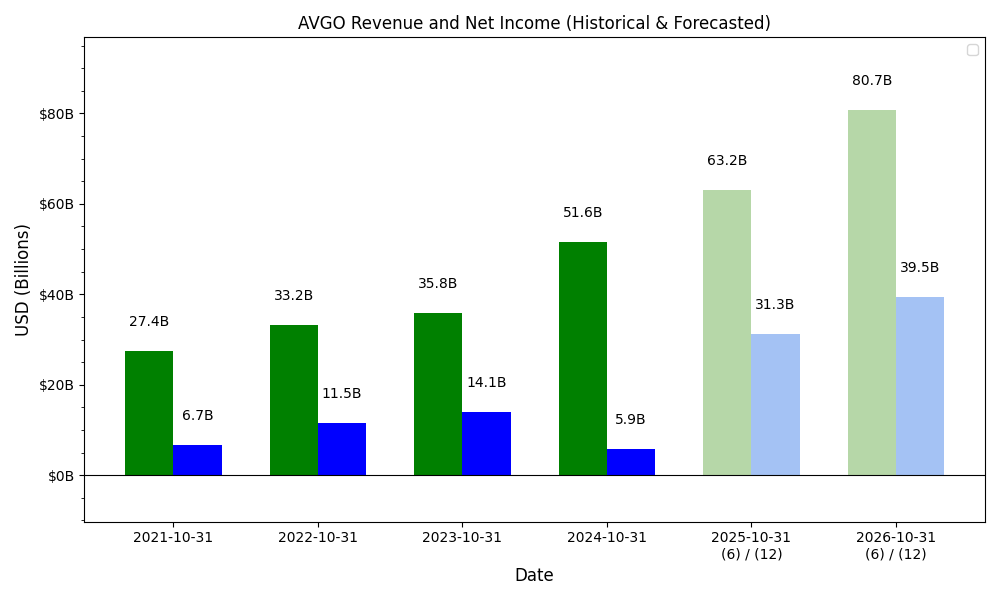 AVGO Revenue and Net Income (Historical & Forecasted)
USD (Billions)
$80B
$60B
$40B
$20B
$0B
27.4B
6.7B
33.2B
11.5B
35.8B
14.1B
51.6B
5.9B
63.2B
31.3B
80.7B
39.5B
2021-10-31
2022-10-31
2023-10-31
2024-10-31
2025-10-31
(6) / (12)
2026-10-31
(6) / (12)
Date